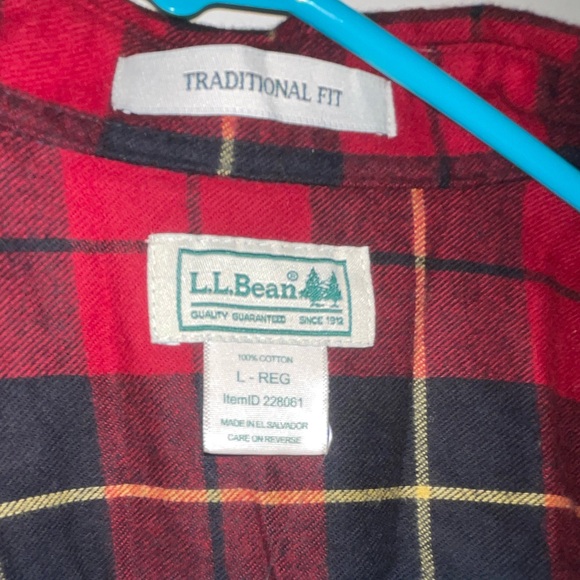 TRADITIONAL FIT
L.L.Bean®
QUALITY GUARANTEED · SINCE 1912
100% COTTON
L - REG
ItemID 228061
MADE IN EL SALVADOR
CARE ON REVERSE